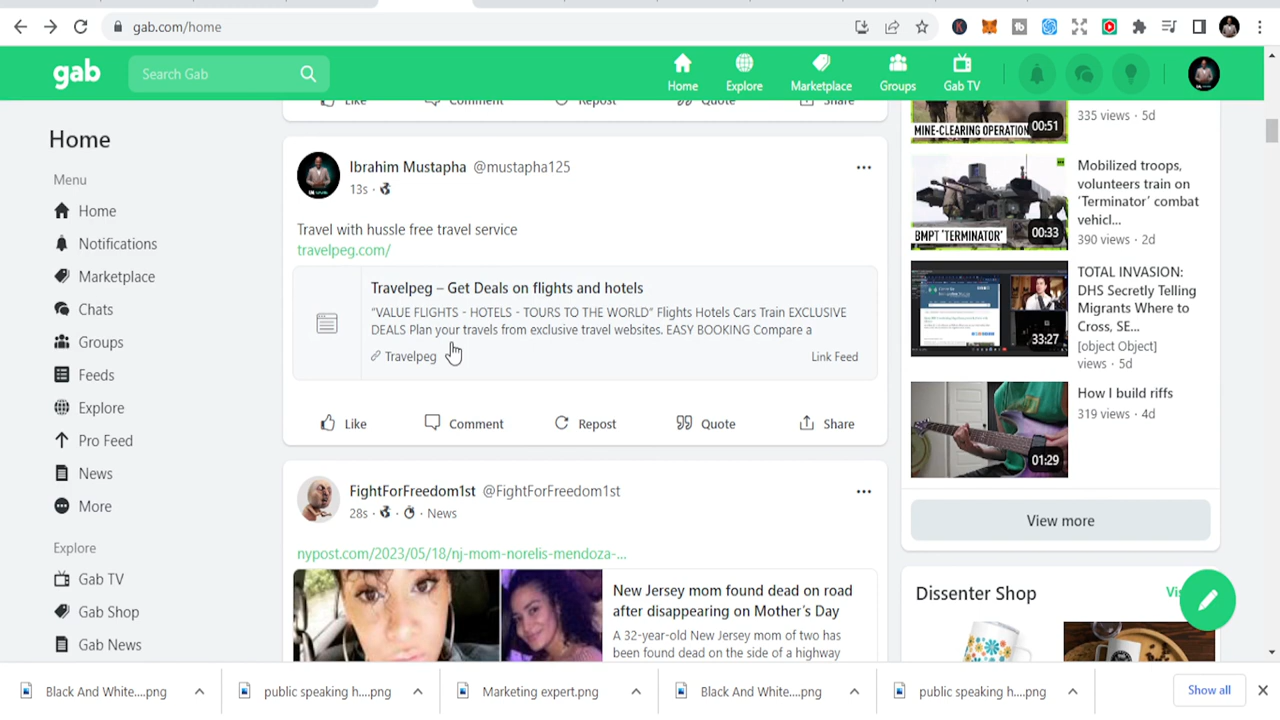 gab.com/home
gab
Search Gab
Home
Explore
Marketplace
Groups
Gab TV
Like
Comment
Repost
Quote
Share
Home
Menu
Home
Notifications
Marketplace
Chats
Groups
Feeds
Explore
Pro Feed
News
More
Explore
Gab TV
Gab Shop
Gab News
Ibrahim Mustapha @mustapha125
13s ·
Travel with hussle free travel service
travelpeg.com/
Travelpeg – Get Deals on flights and hotels
“VALUE FLIGHTS - HOTELS - TOURS TO THE WORLD” Flights Hotels Cars Train EXCLUSIVE
DEALS Plan your travels from exclusive travel websites. EASY BOOKING Compare a
Travelpeg
Link Feed
Like
Comment
Repost
Quote
Share
FightForFreedom1st @FightForFreedom1st
28s · · · News
nypost.com/2023/05/18/nj-mom-norelis-mendoza-...
New Jersey mom found dead on road
after disappearing on Mother’s Day
A 32-year-old New Jersey mom of two has
been found dead on the side of a highway
MINE-CLEARING OPERATION
00:51
335 views · 5d
BMPT 'TERMINATOR'
00:33
Mobilized troops,
volunteers train on
‘Terminator’ combat
vehicl...
390 views · 2d
33:27
TOTAL INVASION:
DHS Secretly Telling
Migrants Where to
Cross, SE...
[object Object]
views · 5d
01:29
How I build riffs
319 views · 4d
View more
Dissenter Shop
Black And White....png
public speaking h....png
Marketing expert.png
Black And White....png
public speaking h....png
Show all